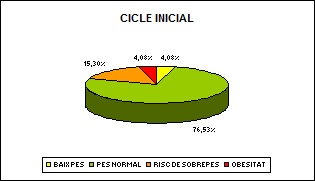 CICLE INICIAL
4,08% 4,08%
15,30%
76,53%
BAIX PES PES NORMAL RISC DE SOBREPES OBESITAT